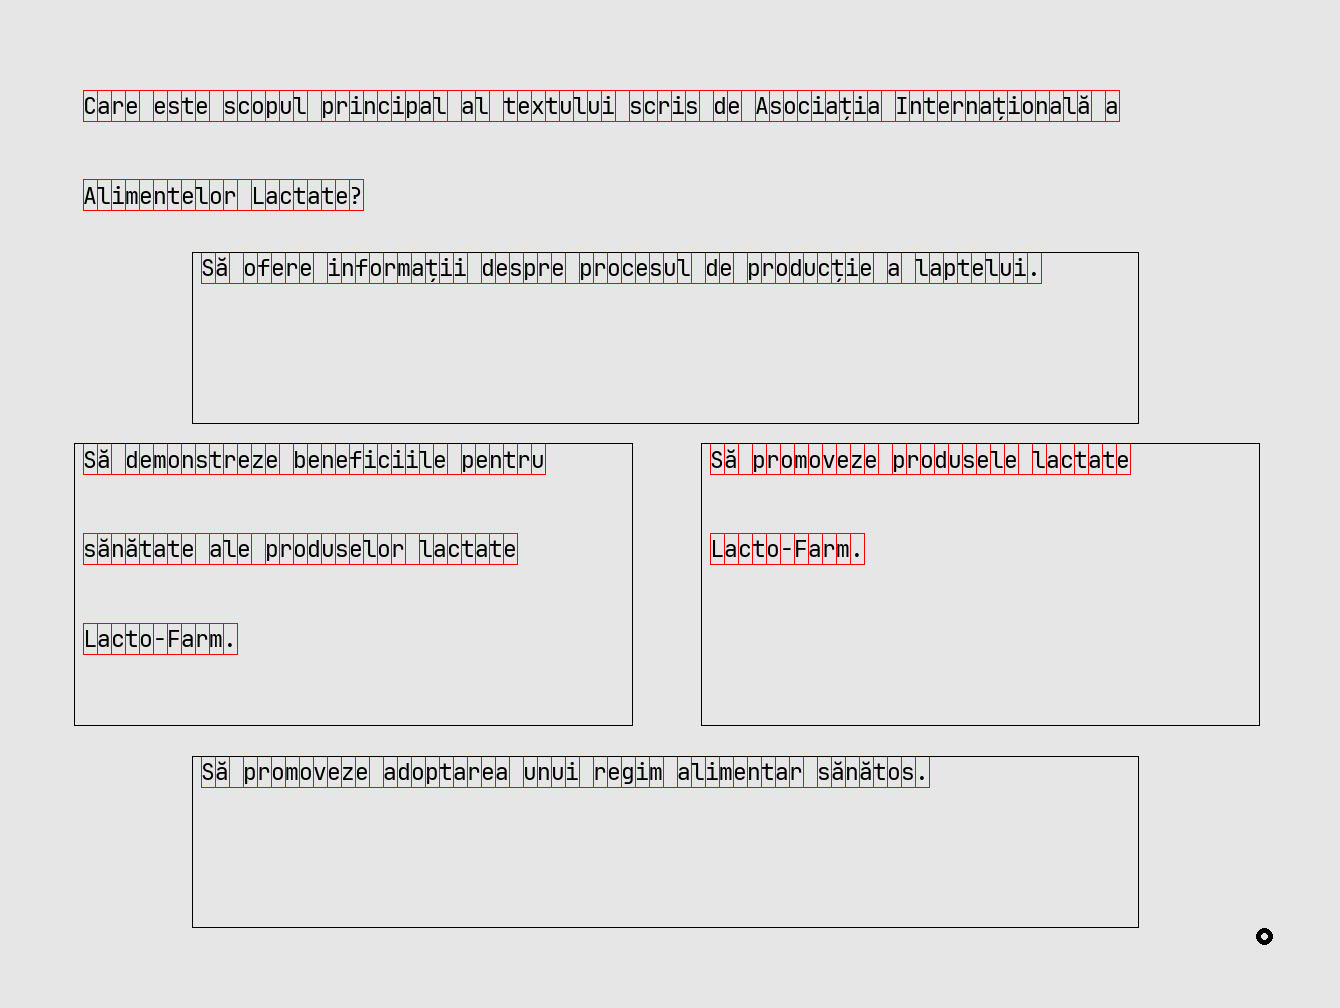 Care este scopul principal al textului scris de Asociația Internațională a
Alimentelor Lactate?
Să ofere informații despre procesul de producție a laptelui.
Să demonstreze beneficiile pentru
sănătate ale produselor lactate
Lacto-Farm.
Să promoveze produsele lactate
Lacto-Farm.
Să promoveze adoptarea unui regim alimentar sănătos.